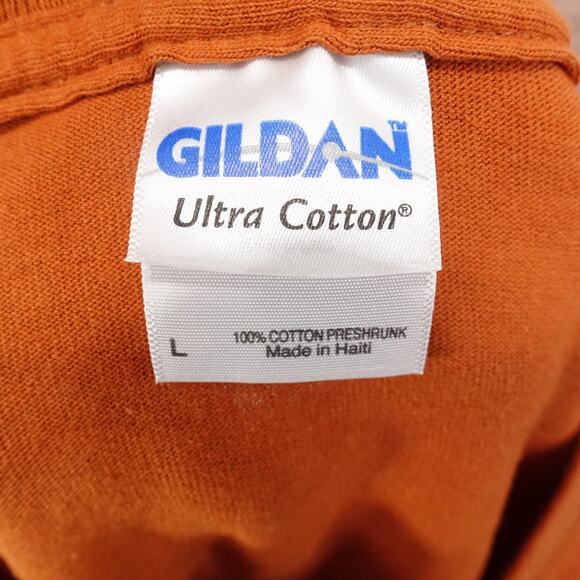 GILDAN™
Ultra Cotton®
L
100% COTTON PRESHRUNK
Made in Haiti